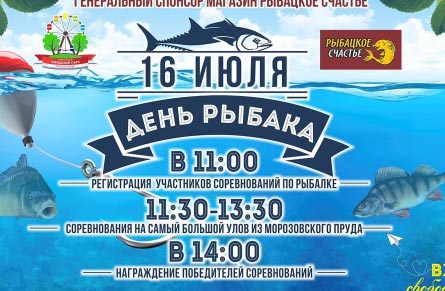 ГЕНЕРАЛЬНЫЙ СПОНСОР МАГАЗИН РЫБАЦКОЕ СЧАСТЬЕ
РЫБАЦКОЕ
СЧАСТЬЕ
16 ИЮЛЯ
ДЕНЬ РЫБАКА
В 11:00
РЕГИСТРАЦИЯ УЧАСТНИКОВ СОРЕВНОВАНИЙ ПО РЫБАЛКЕ
11:30-13:30
СОРЕВНОВАНИЯ НА САМЫЙ БОЛЬШОЙ УЛОВ ИЗ МОРОЗОВСКОГО ПРУДА
В 14:00
НАГРАЖДЕНИЕ ПОБЕДИТЕЛЕЙ СОРЕВНОВАНИЙ